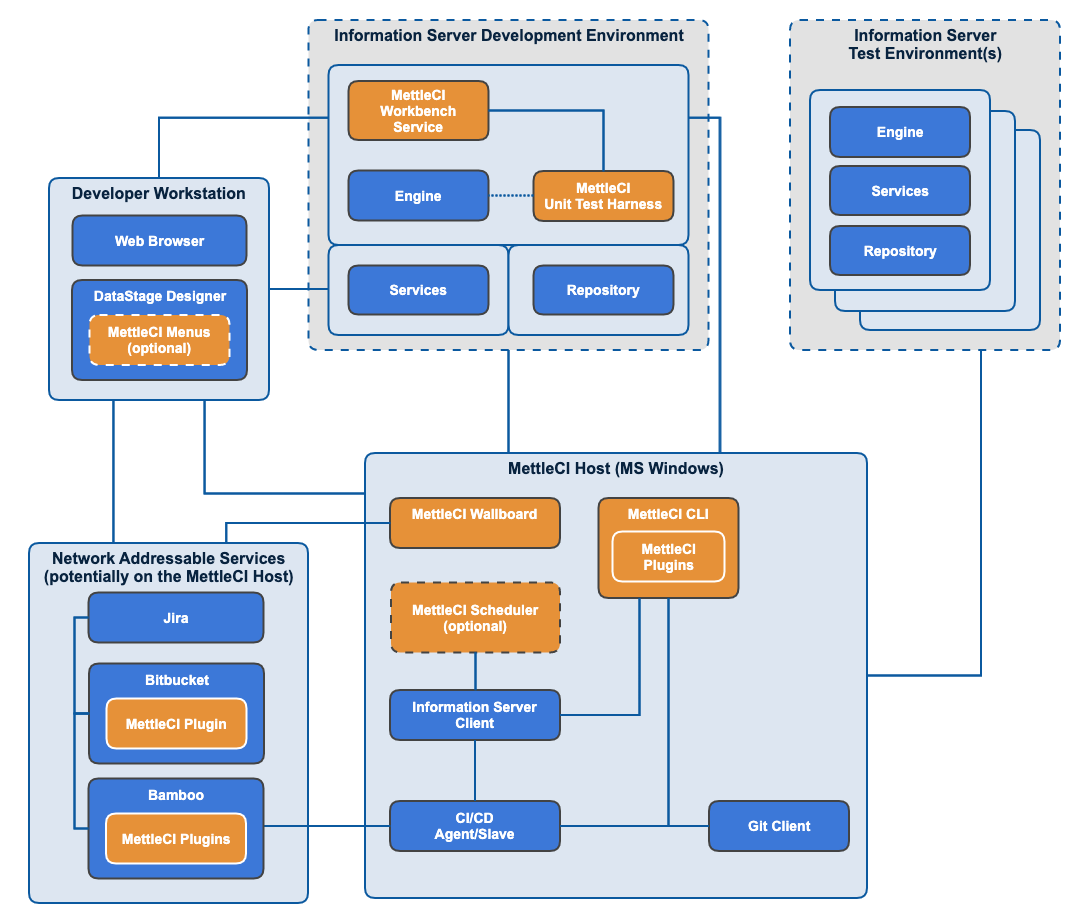 Information Server Development Environment
MettleCI
Workbench
Service
Engine
MettleCI
Unit Test Harness
Services
Repository
Information Server
Test Environment(s)
Engine
Services
Repository
Developer Workstation
Web Browser
DataStage Designer
MettleCI Menus
(optional)
MettleCI Host (MS Windows)
MettleCI Wallboard
MettleCI CLI
MettleCI
Plugins
MettleCI Scheduler
(optional)
Information Server
Client
CI/CD
Agent/Slave
Git Client
Network Addressable Services
(potentially on the MettleCI Host)
Jira
Bitbucket
MettleCI Plugin
Bamboo
MettleCI Plugins